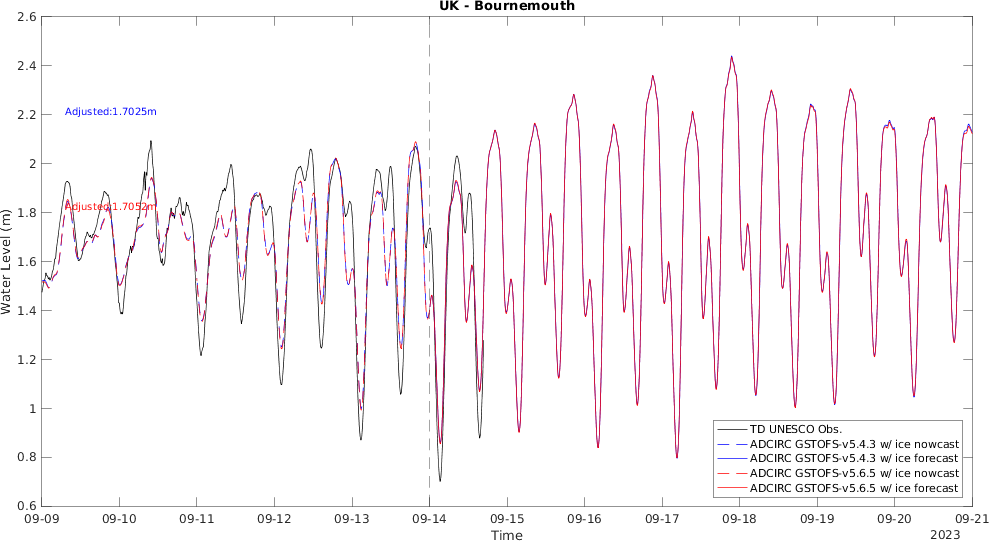 UK - Bournemouth
2.6
2.4
2.2
2
1.8
1.6
1.4
1.2
1
0.8
0.6
Water Level (m)
Adjusted:1.7025m
Adjusted:1.7052m
TD UNESCO Obs.
ADCIRC GSTOFS-v5.4.3 w/ ice nowcast
ADCIRC GSTOFS-v5.4.3 w/ ice forecast
ADCIRC GSTOFS-v5.6.5 w/ ice nowcast
ADCIRC GSTOFS-v5.6.5 w/ ice forecast
09-09 09-10 09-11 09-12 09-13 09-14 09-15 09-16 09-17 09-18 09-19 09-20 09-21
Time
2023